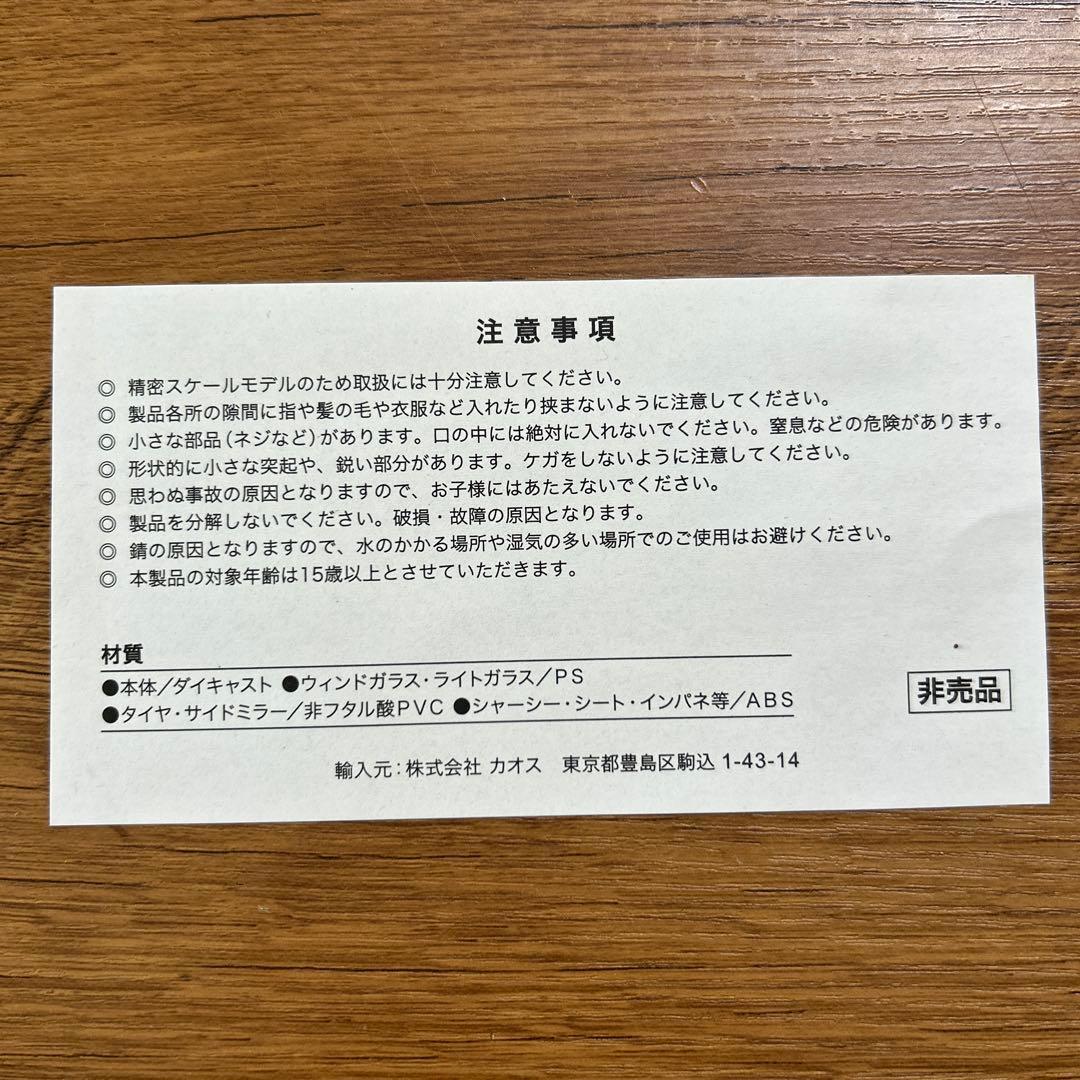 注意事項
◎ 精密スケールモデルのため取扱には十分注意してください。
◎ 製品各所の隙間に指や髪の毛や衣服など入れたり挟まないように注意してください。
◎ 小さな部品(ネジなど)があります。口の中には絶対に入れないでください。窒息などの危険があります。
◎ 形状的に小さな突起や、鋭い部分があります。ケガをしないように注意してください。
◎ 思わぬ事故の原因となりますので、お子様にはあたえないでください。
◎ 製品を分解しないでください。破損・故障の原因となります。
◎ 錆の原因となりますので、水のかかる場所や湿気の多い場所でのご使用はお避けください。
◎ 本製品の対象年齢は15歳以上とさせていただきます。
材質
●本体/ダイキャスト ●ウィンドガラス・ライトガラス/PS
●タイヤ・サイドミラー/非フタル酸PVC ●シャーシー・シート・インパネ等/ABS
非売品
輸入元:株式会社 カオス 東京都豊島区駒込 1-43-14